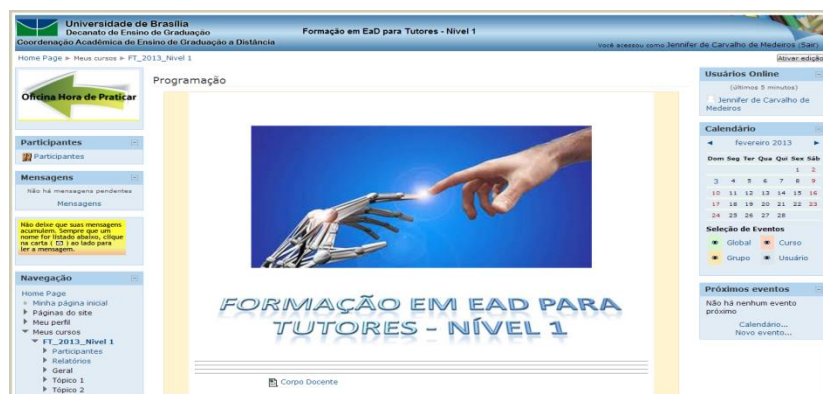 Universidade de Brasília
Decanato de Ensino de Graduação
Coordenação Acadêmica de Ensino de Graduação a Distância
Formação em EaD para Tutores - Nível 1
Você acessou como Jennifer de Carvalho de Medeiros (Sair)
Home Page ► Meus cursos ► FT_2013_Nível 1
Ativar edição
Oficina Hora de Praticar
Participantes
Participantes
Mensagens
Não há mensagens pendentes
Mensagens
Não deixe que suas mensagens
acumulem. Sempre que um
nome for listado abaixo, clique
na carta ( ✉ ) ao lado para
ler a mensagem.
Navegação
Home Page
Minha página inicial
Páginas do site
Meu perfil
Meus cursos
FT_2013_Nível 1
Participantes
Relatórios
Geral
Tópico 1
Tópico 2
Programação
FORMAÇÃO EM EAD PARA
TUTORES - NÍVEL 1
Corpo Docente
Usuários Online
(últimos 5 minutos)
Jennifer de Carvalho de
Medeiros
Calendário
◄ fevereiro 2013 ►
Dom Seg Ter Qua Qui Sex Sáb
1 2
3 4 5 6 7 8 9
10 11 12 13 14 15 16
17 18 19 20 21 22 23
24 25 26 27 28
Seleção de Eventos
Global Curso
Grupo Usuário
Próximos eventos
Não há nenhum evento
próximo
Calendário...
Novo evento...